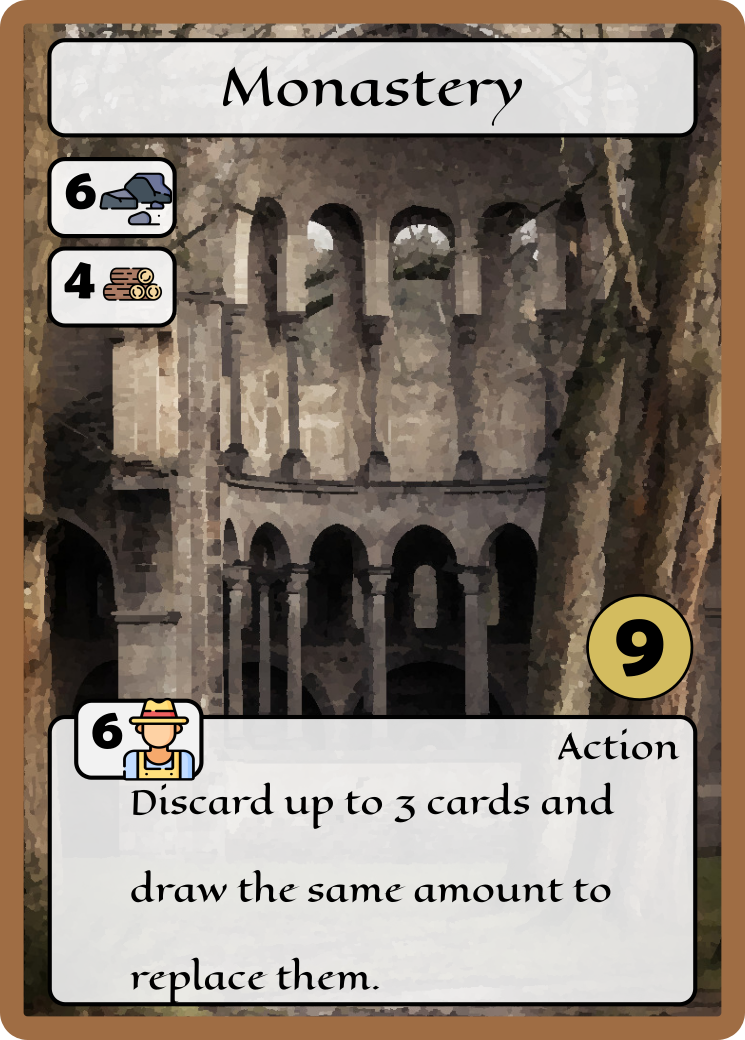 Monastery
6
4
9
6
Action
Discard up to 3 cards and
draw the same amount to
replace them.